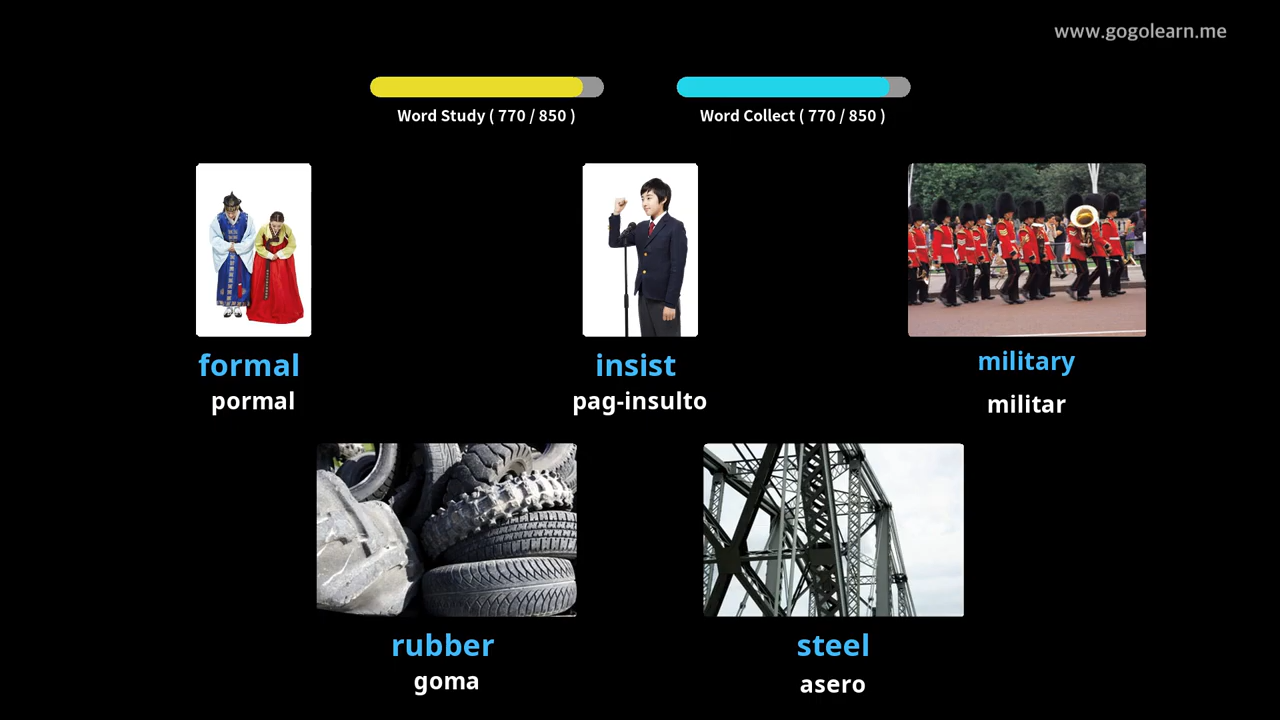 www.gogolearn.me
Word Study ( 770 / 850 )
Word Collect ( 770 / 850 )
formal
pormal
insist
pag-insulto
military
militar
rubber
goma
steel
asero